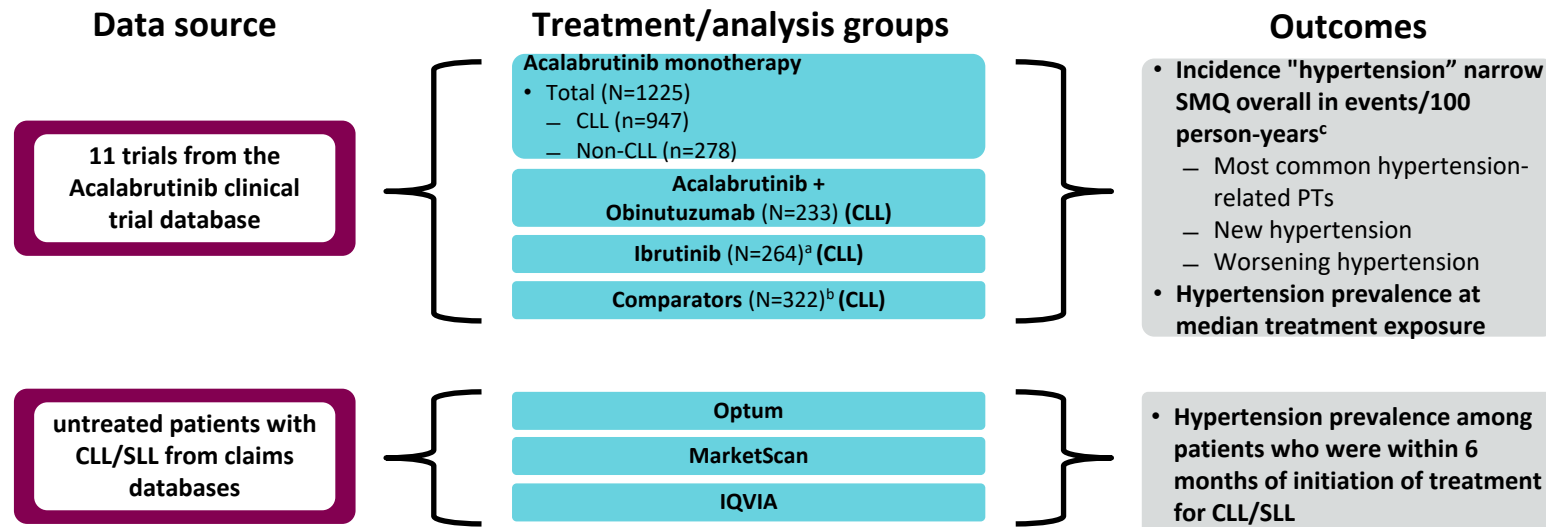 Data source
Treatment/analysis groups
Outcomes
11 trials from the
Acalabrutinib clinical
trial database
Acalabrutinib monotherapy
• Total (N=1225)
— CLL (n=947)
— Non-CLL (n=278)
Acalabrutinib +
Obinutuzumab (N=233) (CLL)
Ibrutinib (N=264)ᵃ (CLL)
Comparators (N=322)ᵇ (CLL)
• Incidence "hypertension” narrow
SMQ overall in events/100
person-yearsᶜ
— Most common hypertension-
related PTs
— New hypertension
— Worsening hypertension
• Hypertension prevalence at
median treatment exposure
untreated patients with
CLL/SLL from claims
databases
Optum
MarketScan
IQVIA
• Hypertension prevalence among
patients who were within 6
months of initiation of treatment
for CLL/SLL